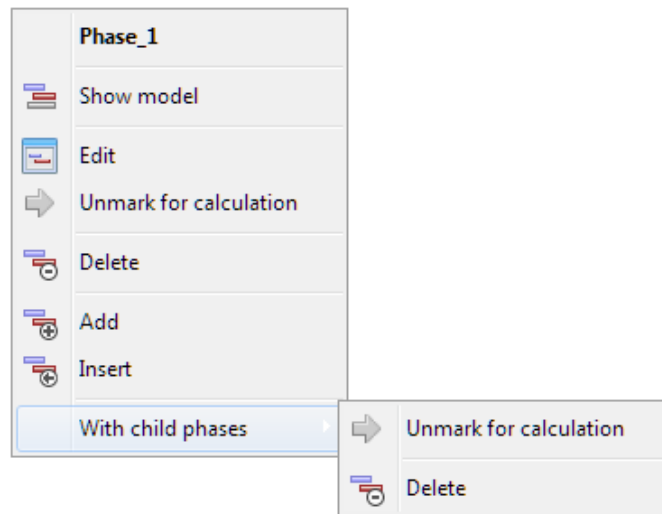 Phase_1
Show model
Edit
Unmark for calculation
Delete
Add
Insert
With child phases
Unmark for calculation
Delete